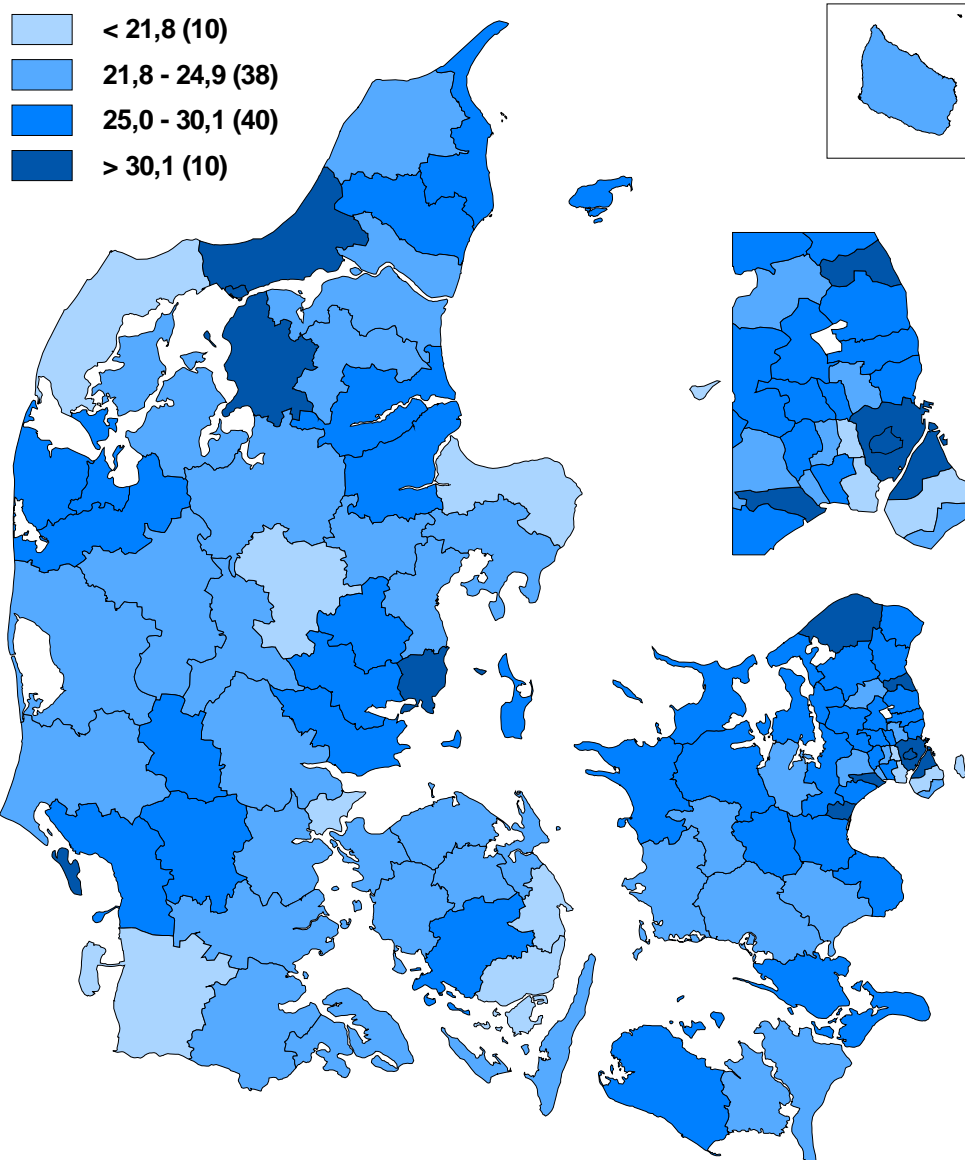 < 21,8 (10)
21,8 - 24,9 (38)
25,0 - 30,1 (40)
> 30,1 (10)